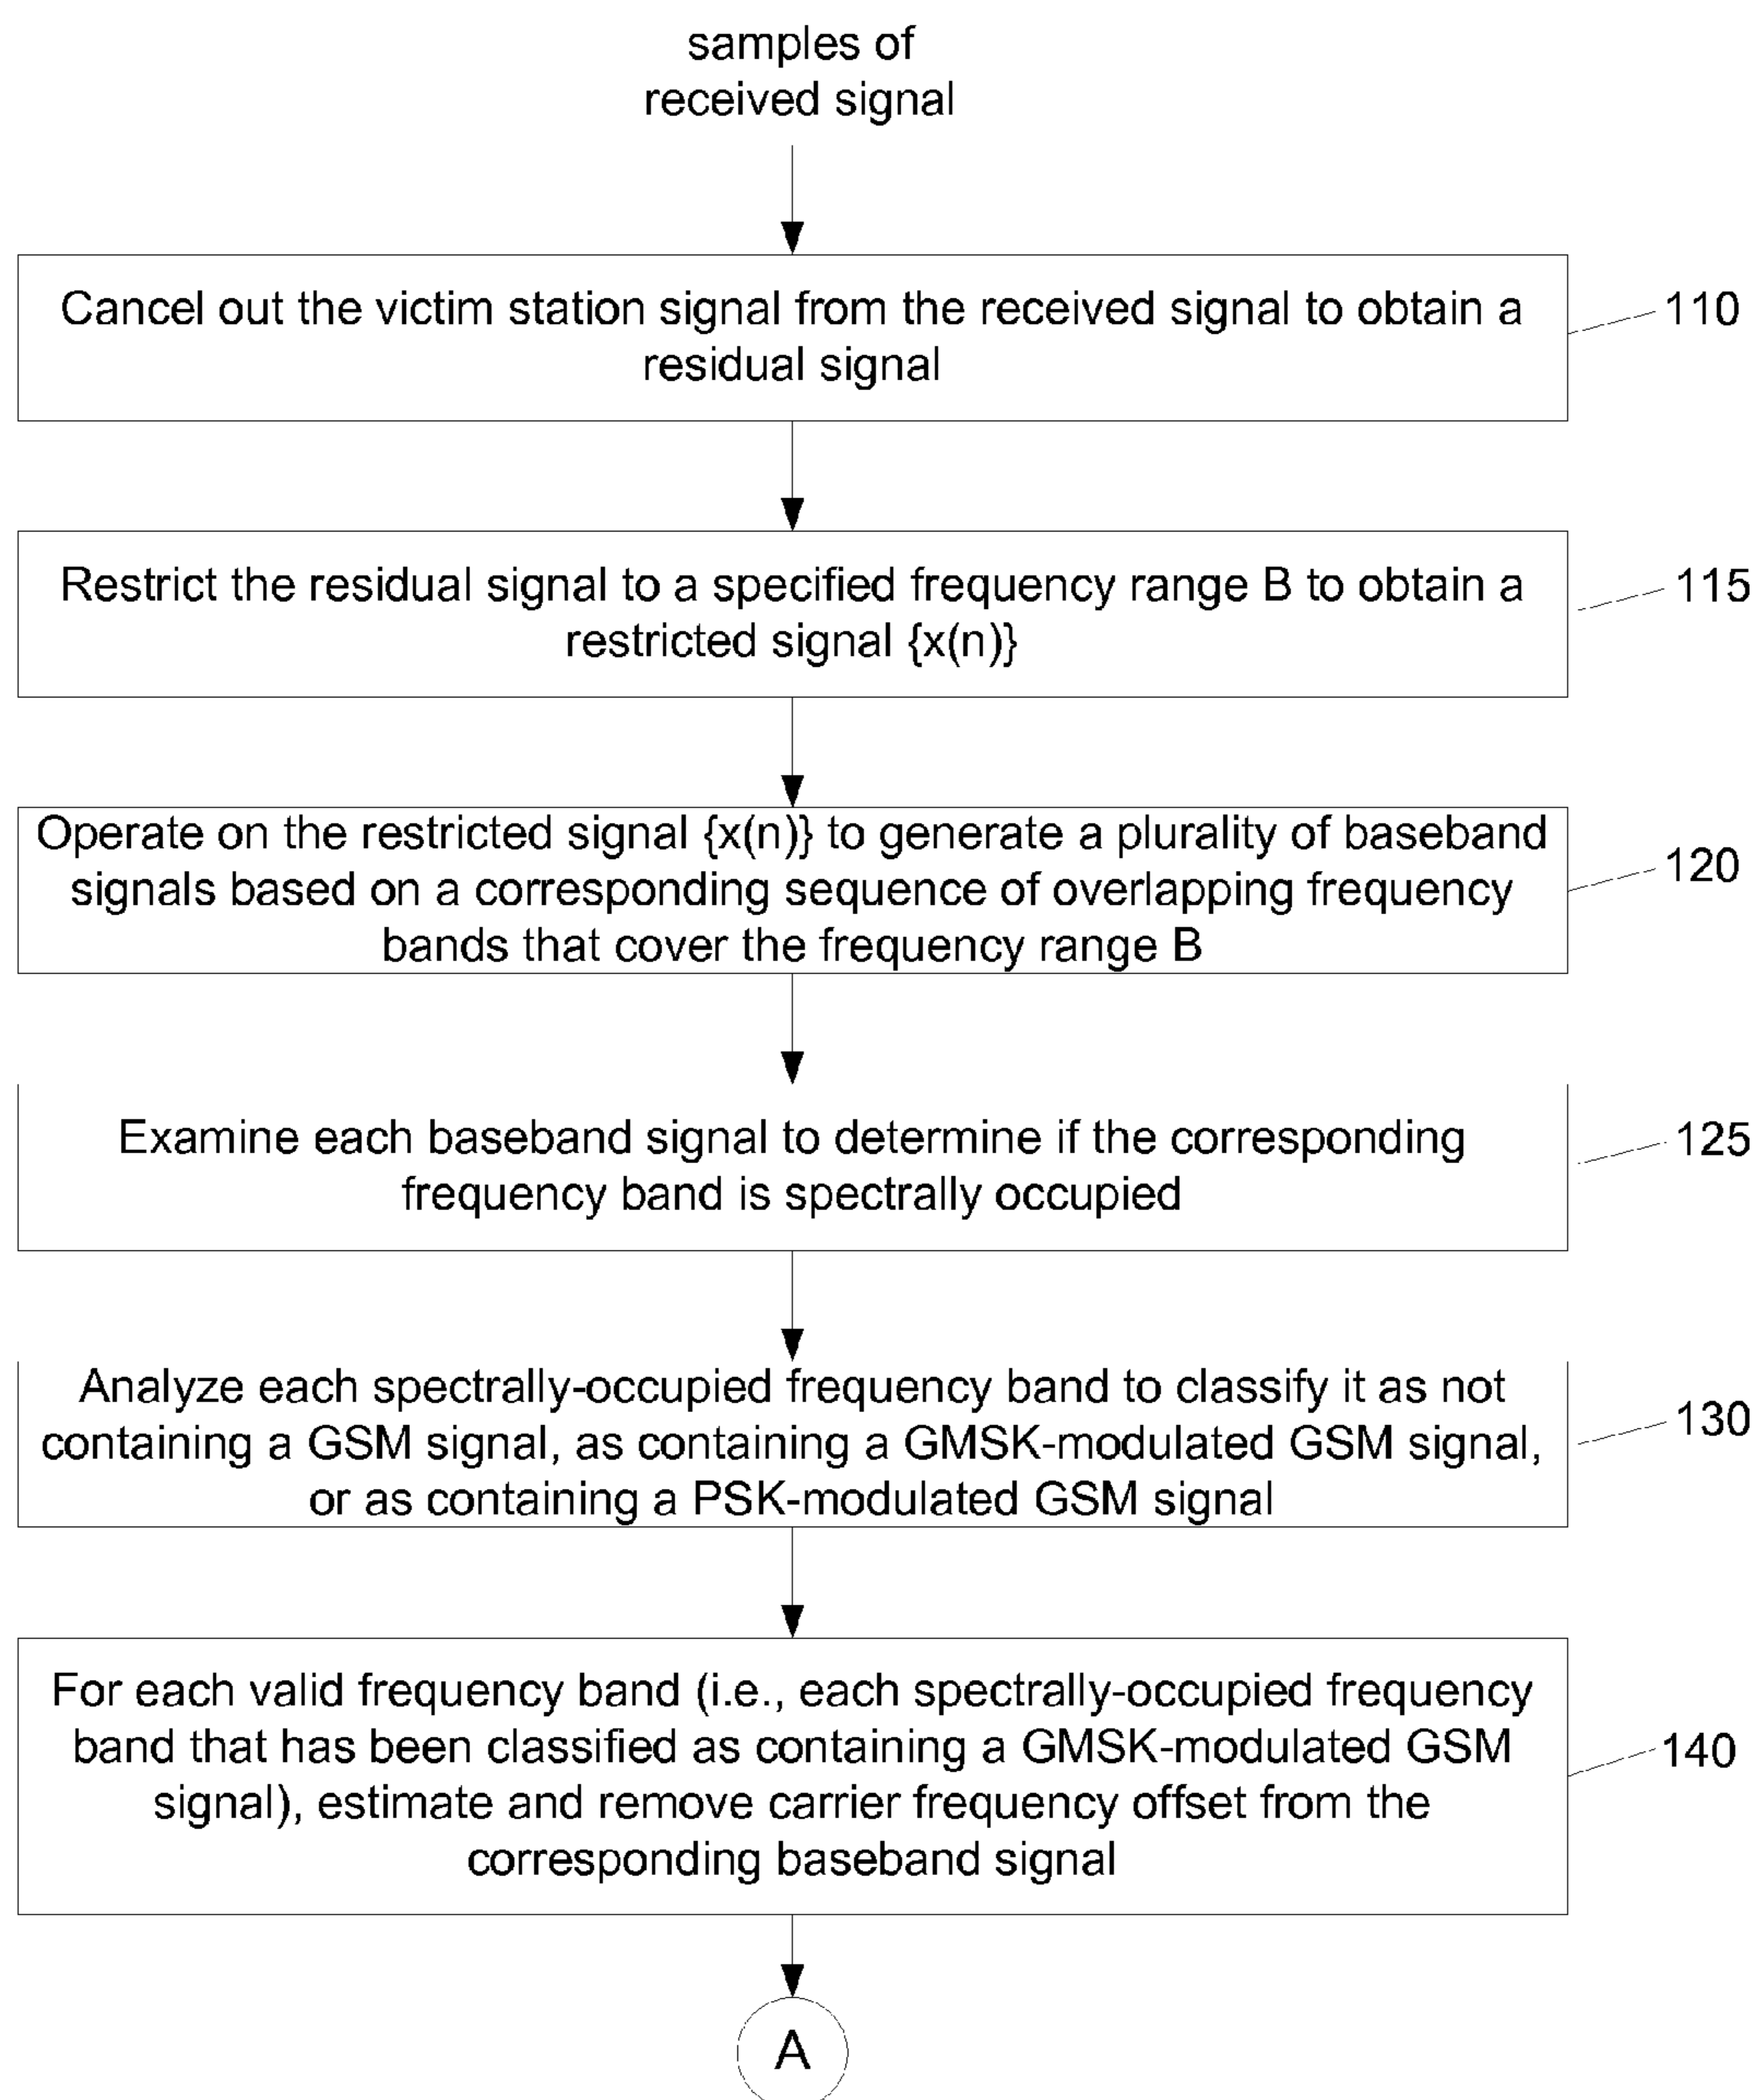 samples of
received signal
Cancel out the victim station signal from the received signal to obtain a
residual signal
110
Restrict the residual signal to a specified frequency range B to obtain a
restricted signal {x(n)}
115
Operate on the restricted signal {x(n)} to generate a plurality of baseband
signals based on a corresponding sequence of overlapping frequency
bands that cover the frequency range B
120
Examine each baseband signal to determine if the corresponding
frequency band is spectrally occupied
125
Analyze each spectrally-occupied frequency band to classify it as not
containing a GSM signal, as containing a GMSK-modulated GSM signal,
or as containing a PSK-modulated GSM signal
130
For each valid frequency band (i.e., each spectrally-occupied frequency
band that has been classified as containing a GMSK-modulated GSM
signal), estimate and remove carrier frequency offset from the
corresponding baseband signal
140
A